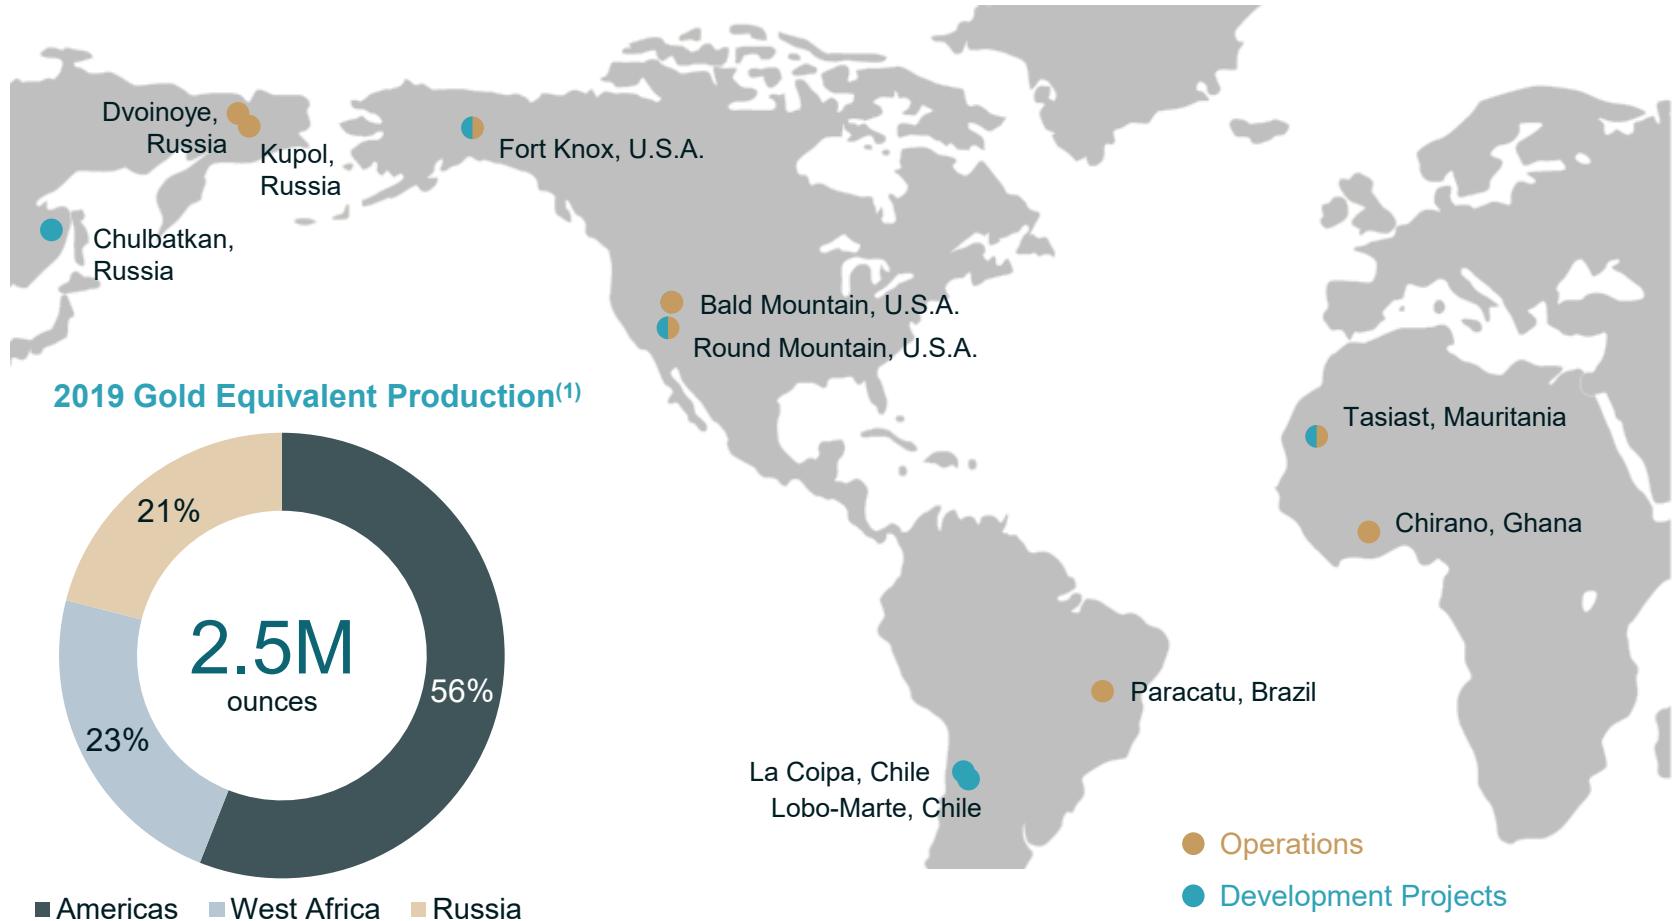 Dvoinoye,
Russia
Kupol,
Russia
Fort Knox, U.S.A.
Chulbatkan,
Russia
Bald Mountain, U.S.A.
Round Mountain, U.S.A.
2019 Gold Equivalent Production(1)
Tasiast, Mauritania
Chirano, Ghana
21%
2.5M
ounces
56%
23%
Paracatu, Brazil
La Coipa, Chile
Lobo-Marte, Chile
Operations
Development Projects
Americas West Africa Russia